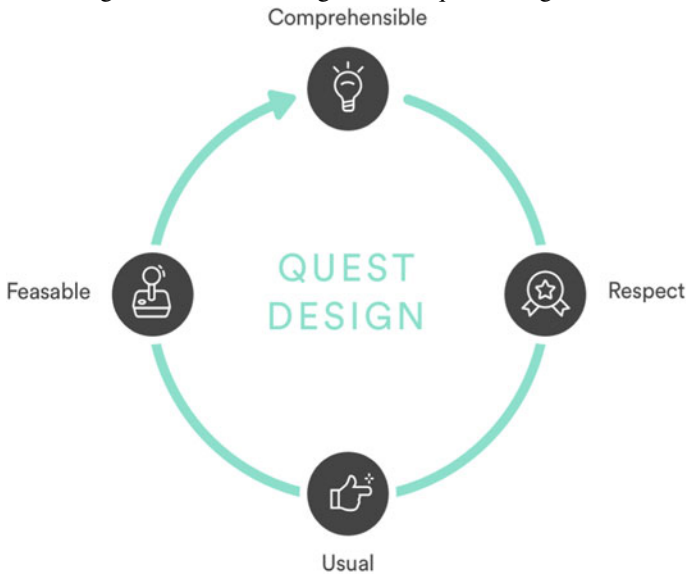 Comprehensible
Feasable
QUEST
DESIGN
Respect
Usual